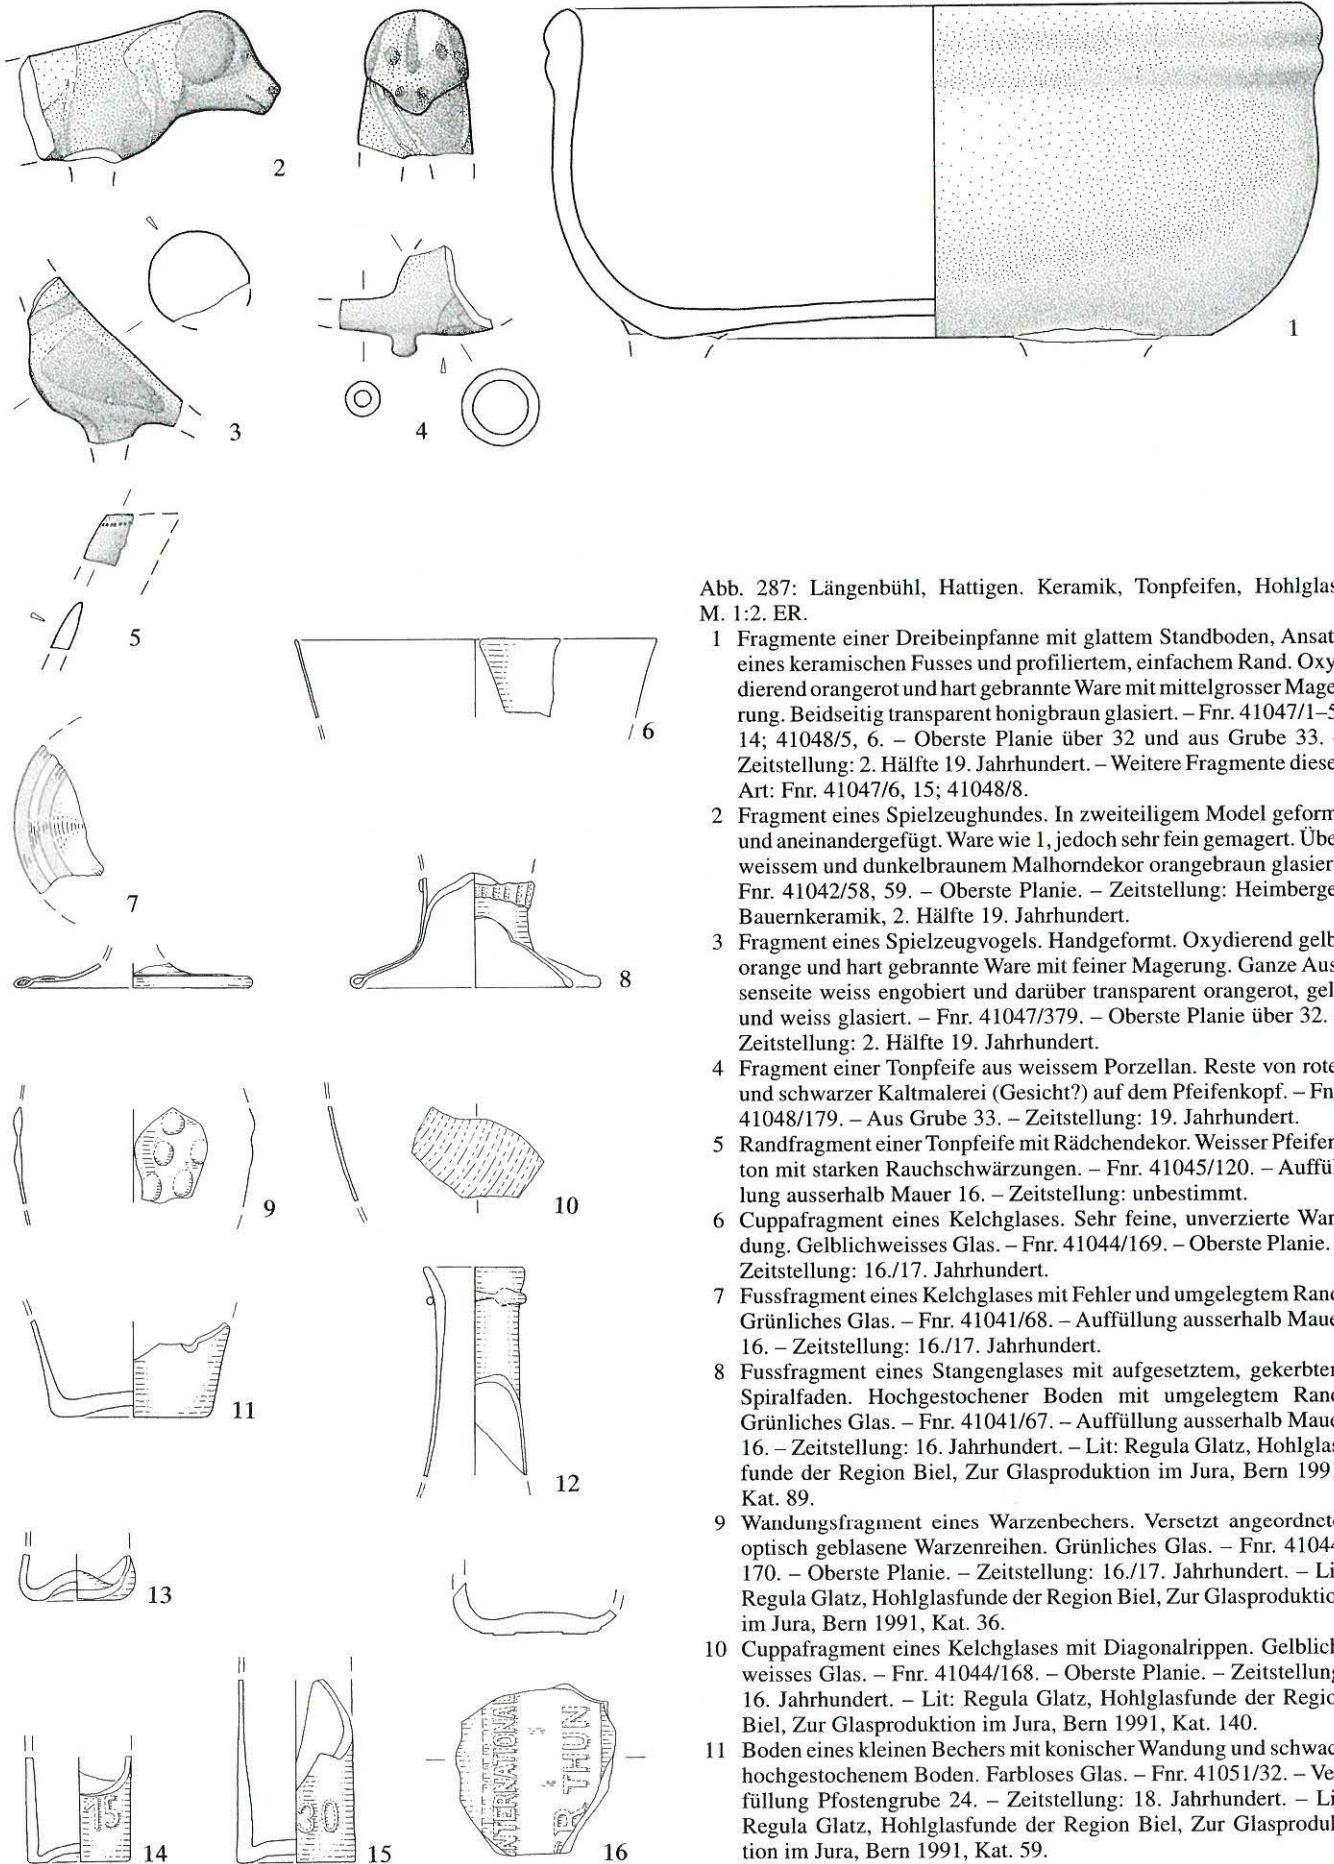 2
1
3
4
5
6
7
8
9
10
11
12
13
14
15
16
15
30
INTERNATIONA
R THUN
Abb. 287: Längenbühl, Hattigen. Keramik, Tonpfeifen, Hohlglas
M. 1:2. ER.
1 Fragmente einer Dreibeinpfanne mit glattem Standboden, Ansat
eines keramischen Fusses und profiliertem, einfachem Rand. Oxy
dierend orangerot und hart gebrannte Ware mit mittelgrosser Mage
rung. Beidseitig transparent honigbraun glasiert. – Fnr. 41047/1–5
14; 41048/5, 6. – Oberste Planie über 32 und aus Grube 33. –
Zeitstellung: 2. Hälfte 19. Jahrhundert. – Weitere Fragmente diese
Art: Fnr. 41047/6, 15; 41048/8.
2 Fragment eines Spielzeughundes. In zweiteiligem Model geform
und aneinandergefügt. Ware wie 1, jedoch sehr fein gemagert. Übe
weissem und dunkelbraunem Malhorndekor orangebraun glasier
Fnr. 41042/58, 59. – Oberste Planie. – Zeitstellung: Heimberge
Bauernkeramik, 2. Hälfte 19. Jahrhundert.
3 Fragment eines Spielzeugvogels. Handgeformt. Oxydierend gelb
orange und hart gebrannte Ware mit feiner Magerung. Ganze Aus
senseite weiss engobiert und darüber transparent orangerot, gel
und weiss glasiert. – Fnr. 41047/379. – Oberste Planie über 32.
Zeitstellung: 2. Hälfte 19. Jahrhundert.
4 Fragment einer Tonpfeife aus weissem Porzellan. Reste von rote
und schwarzer Kaltmalerei (Gesicht?) auf dem Pfeifenkopf. – Fn
41048/179. – Aus Grube 33. – Zeitstellung: 19. Jahrhundert.
5 Randfragment einer Tonpfeife mit Rädchendekor. Weisser Pfeifen
ton mit starken Rauchschwärzungen. – Fnr. 41045/120. – Auffül
lung ausserhalb Mauer 16. – Zeitstellung: unbestimmt.
6 Cuppafragment eines Kelchglases. Sehr feine, unverzierte Wan
dung. Gelblichweisses Glas. – Fnr. 41044/169. – Oberste Planie.
Zeitstellung: 16./17. Jahrhundert.
7 Fussfragment eines Kelchglases mit Fehler und umgelegtem Rand
Grünliches Glas. – Fnr. 41041/68. – Auffüllung ausserhalb Maue
16. – Zeitstellung: 16./17. Jahrhundert.
8 Fussfragment eines Stangenglases mit aufgesetztem, gekerbtem
Spiralfaden. Hochgestochener Boden mit umgelegtem Rand
Grünliches Glas. – Fnr. 41041/67. – Auffüllung ausserhalb Maue
16. – Zeitstellung: 16. Jahrhundert. – Lit: Regula Glatz, Hohlglas
funde der Region Biel, Zur Glasproduktion im Jura, Bern 199
Kat. 89.
9 Wandungsfragment eines Warzenbechers. Versetzt angeordnete
optisch geblasene Warzenreihen. Grünliches Glas. – Fnr. 41044
170. – Oberste Planie. – Zeitstellung: 16./17. Jahrhundert. – Li
Regula Glatz, Hohlglasfunde der Region Biel, Zur Glasproduktio
im Jura, Bern 1991, Kat. 36.
10 Cuppafragment eines Kelchglases mit Diagonalrippen. Gelblich
weisses Glas. – Fnr. 41044/168. – Oberste Planie. – Zeitstellung
16. Jahrhundert. – Lit: Regula Glatz, Hohlglasfunde der Regio
Biel, Zur Glasproduktion im Jura, Bern 1991, Kat. 140.
11 Boden eines kleinen Bechers mit konischer Wandung und schwac
hochgestochenem Boden. Farbloses Glas. – Fnr. 41051/32. – Ve
füllung Pfostengrube 24. – Zeitstellung: 18. Jahrhundert. – Li
Regula Glatz, Hohlglasfunde der Region Biel, Zur Glasproduk
tion im Jura, Bern 1991, Kat. 59.